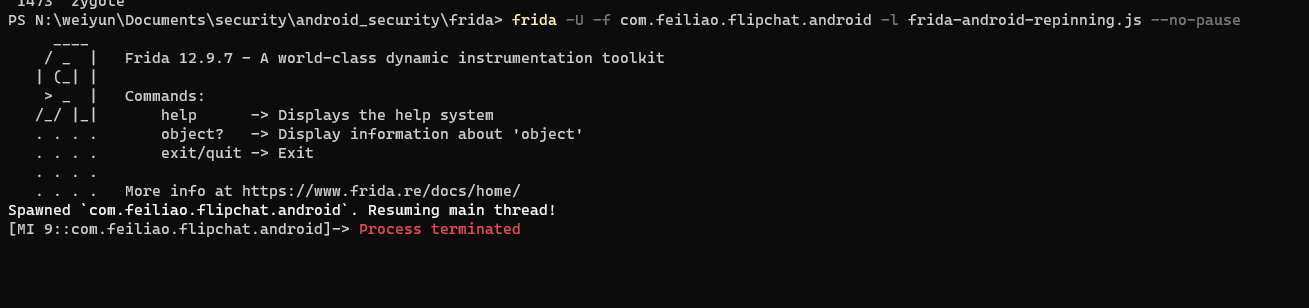 1473  zygote
PS N:\weiyun\Documents\security\android_security\frida> frida -U -f com.feiliao.flipchat.android -l frida-android-repinning.js --no-pause
     ____
    / _  |   Frida 12.9.7 - A world-class dynamic instrumentation toolkit
   | (_| |
    > _  |   Commands:
   /_/ |_|       help      -> Displays the help system
   . . . .       object?   -> Display information about 'object'
   . . . .       exit/quit -> Exit
   . . . .
   . . . .   More info at https://www.frida.re/docs/home/
Spawned `com.feiliao.flipchat.android`. Resuming main thread!
[MI 9::com.feiliao.flipchat.android]-> Process terminated